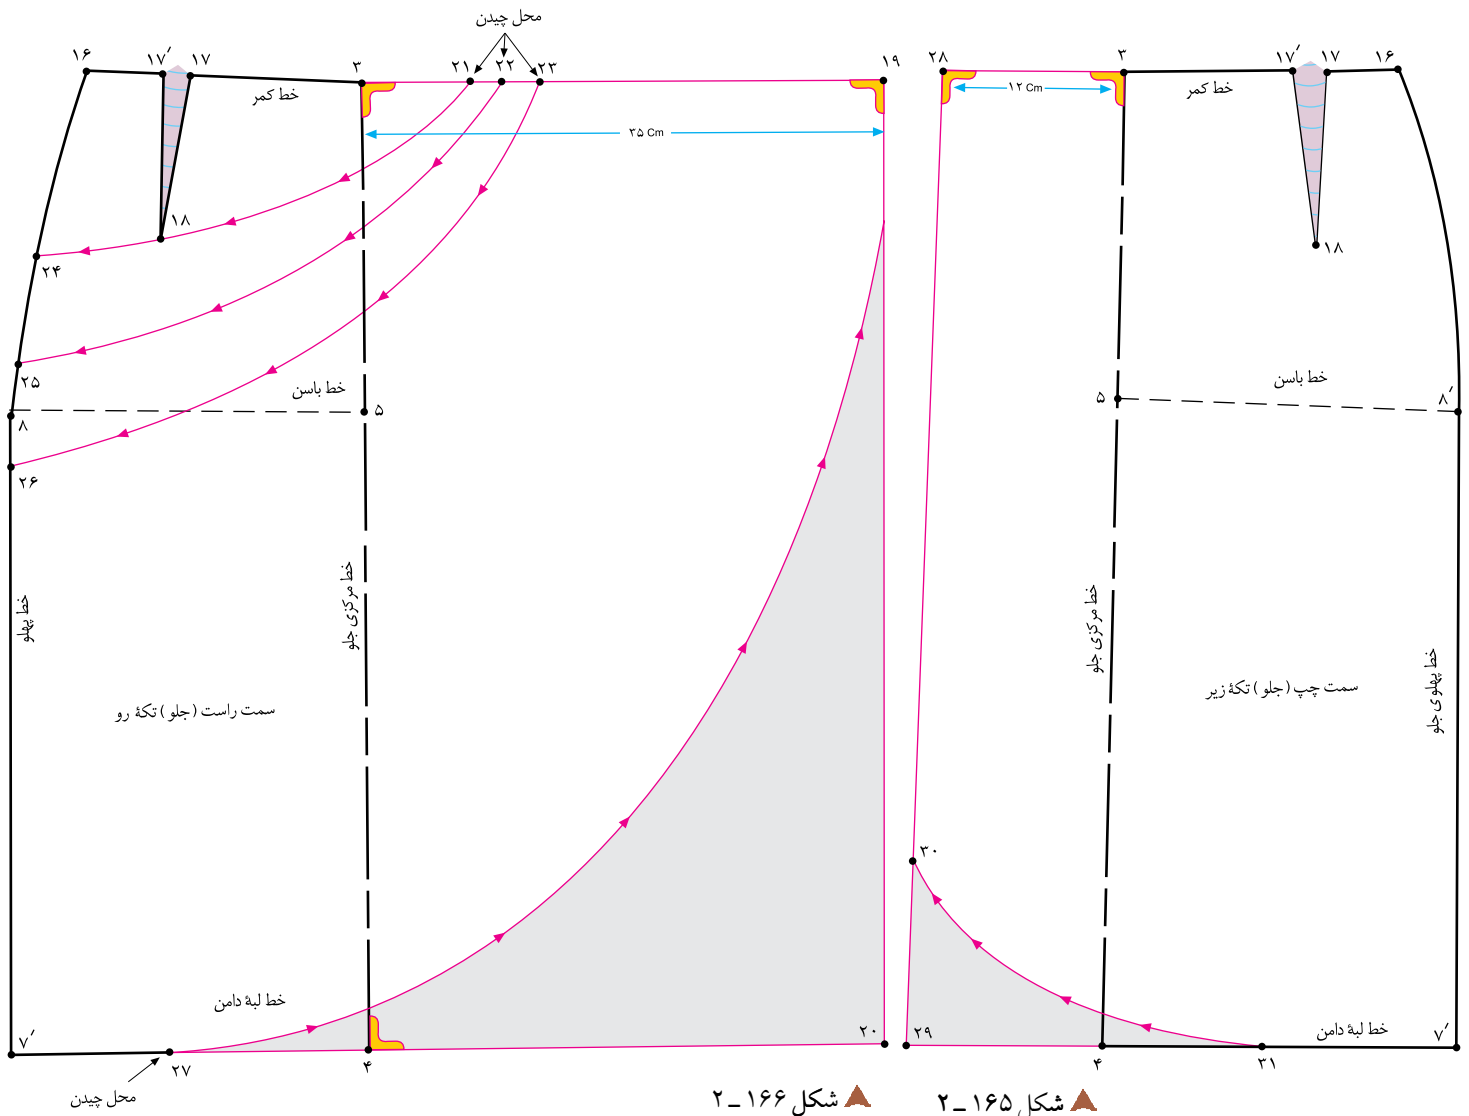 محل چیدن
۱۶
۱۷′
۱۷
۳
۲۱
۲۲
۲۳
۱۹
خط کمر
۳۵ Cm
۱۸
۲۴
۲۵
خط باسن
۵
۸
۲۶
خط پهلو
خط مرکزی جلو
سمت راست (جلو) تکهٔ رو
خط لبهٔ دامن
۷′
۲۷
۴
۲۰
محل چیدن
شکل ۱۶۶ – ۲
۲۸
۳
۱۷′
۱۷
۱۶
۱۲ Cm
خط کمر
۱۸
خط باسن
۵
۸′
خط مرکزی جلو
خط پهلوی جلو
سمت چپ (جلو) تکهٔ زیر
۳۰
۲۹
خط لبهٔ دامن
۷′
۴
۳۱
شکل ۱۶۵ – ۲